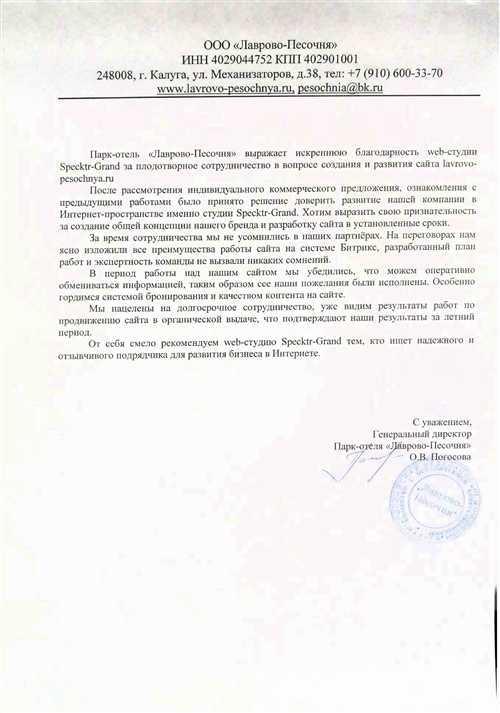 ООО «Лаврово-Песочня»
ИНН 4029044752 КПП 402901001
248008, г. Калуга, ул. Механизаторов, д.38, тел: +7 (910) 600-33-70
www.lavrovo-pesochnya.ru, pesochnia@bk.ru
Парк-отель «Лаврово-Песочня» выражает искреннюю благодарность web-студии
Specktr-Grand за плодотворное сотрудничество в вопросе создания и развития сайта lavrovo-
pesochnya.ru
После рассмотрения индивидуального коммерческого предложения, ознакомления с
предыдущими работами было принято решение доверить развитие нашей компании в
Интернет-пространстве именно студии Specktr-Grand. Хотим выразить свою признательность
за создание общей концепции нашего бренда и разработку сайта в установленные сроки.
За время сотрудничества мы не усомнились в наших партнёрах. На переговорах нам
ясно изложили все преимущества работы сайта на системе Битрикс, разработанный план
работ и экспертность команды не вызвали никаких сомнений.
В период работы над нашим сайтом мы убедились, что можем оперативно
обмениваться информацией, таким образом все наши пожелания были исполнены. Особенно
гордимся системой бронирования и качеством контента на сайте.
Мы нацелены на долгосрочное сотрудничество, уже видим результаты работ по
продвижению сайта в органической выдаче, что подтверждают наши результаты за летний
период.
От себя смело рекомендуем web-студию Specktr-Grand тем, кто ищет надежного и
отзывчивого подрядчика для развития бизнеса в Интернете.
С уважением,
Генеральный директор
Парк-отеля «Лаврово-Песочня»
О.В. Погосова
"Лаврово-
Песочня"